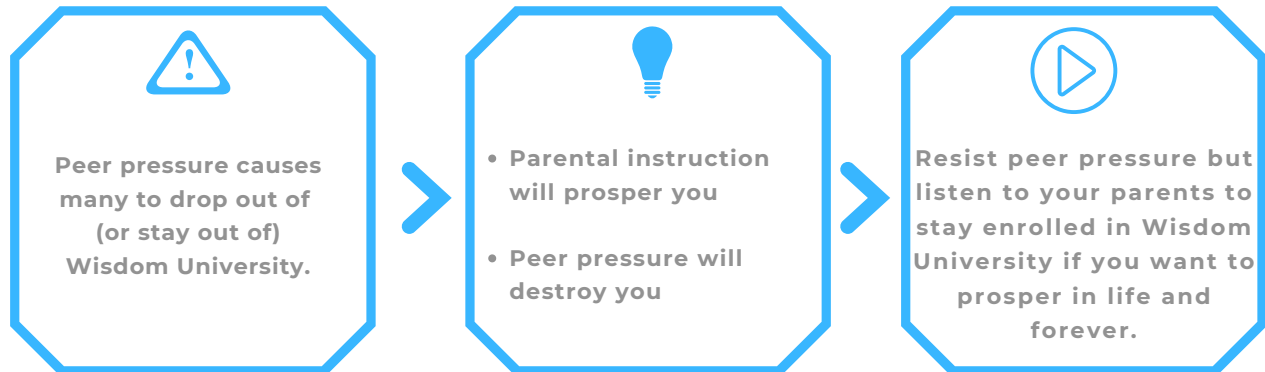 Peer pressure causes
many to drop out of
(or stay out of)
Wisdom University.
• Parental instruction
will prosper you
• Peer pressure will
destroy you
Resist peer pressure but
listen to your parents to
stay enrolled in Wisdom
University if you want to
prosper in life and
forever.